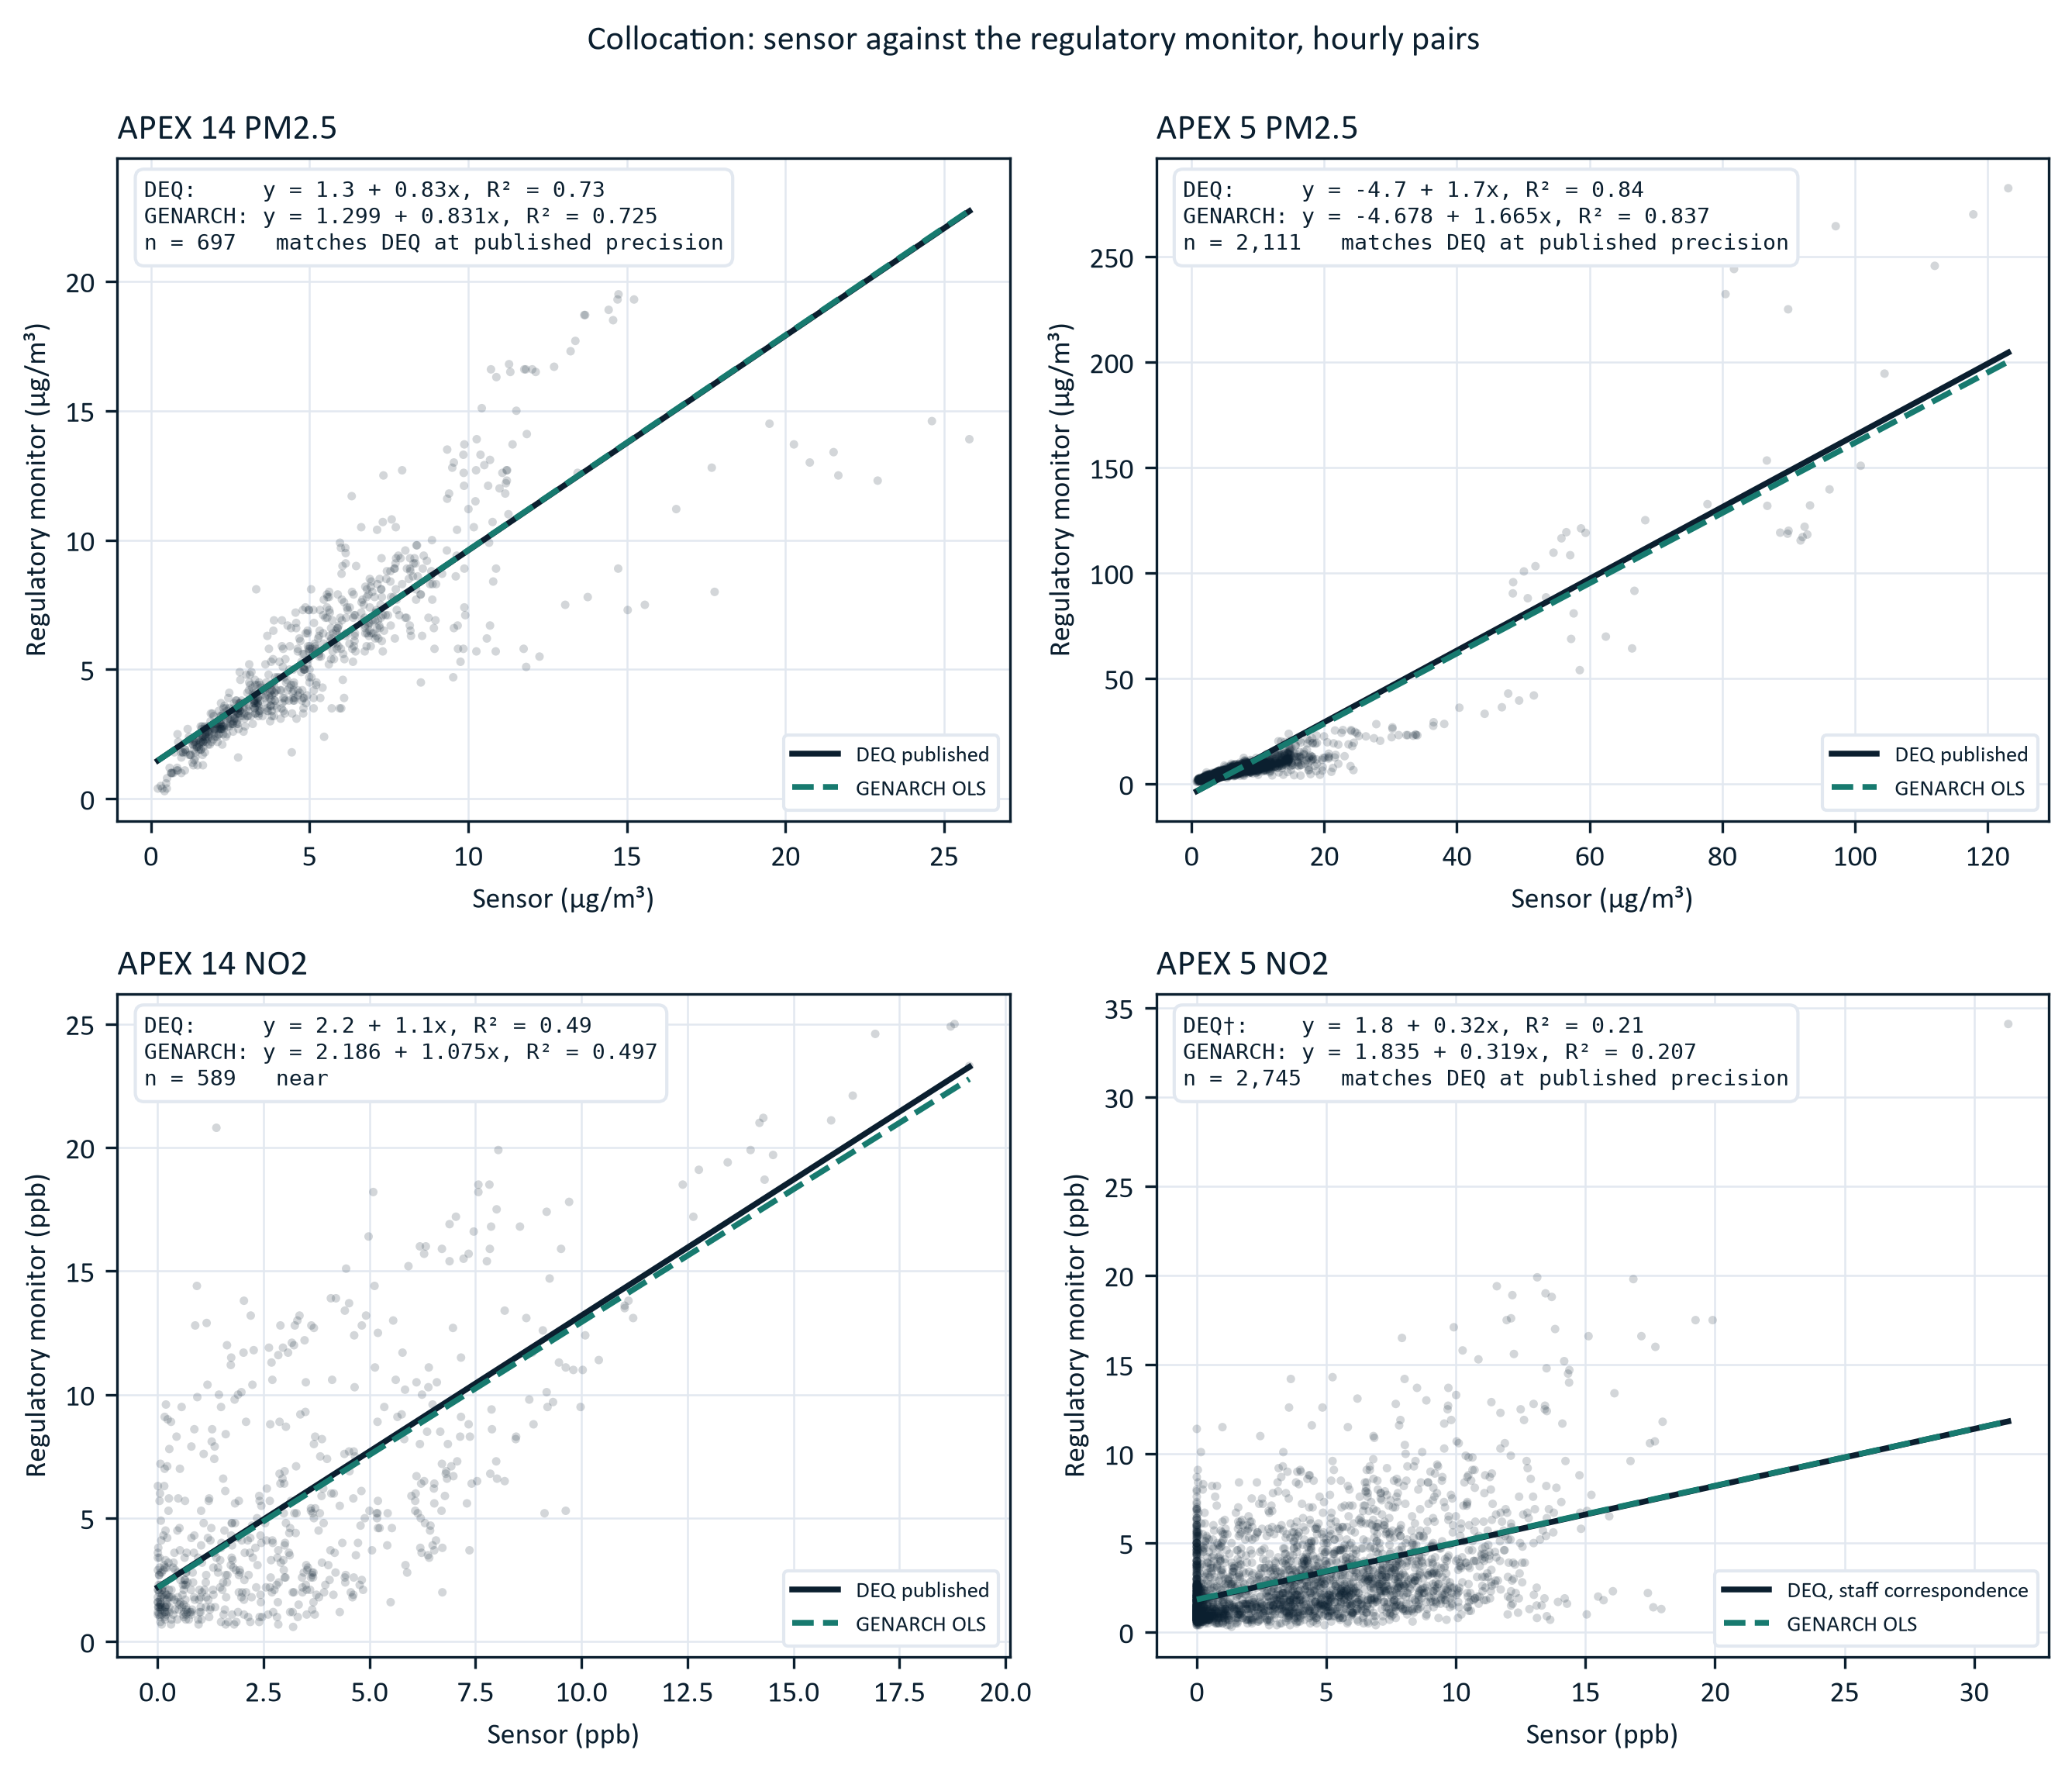 Collocation: sensor against the regulatory monitor, hourly pairs
APEX 14 PM2.5
DEQ: y = 1.3 + 0.83x, R² = 0.73
GENARCH: y = 1.299 + 0.831x, R² = 0.725
n = 697 matches DEQ at published precision
20
15
10
5
0
Regulatory monitor (µg/m³)
DEQ published
GENARCH OLS
0 5 10 15 20 25
Sensor (µg/m³)
APEX 5 PM2.5
DEQ: y = -4.7 + 1.7x, R² = 0.84
GENARCH: y = -4.678 + 1.665x, R² = 0.837
n = 2,111 matches DEQ at published precision
250
200
150
100
50
0
Regulatory monitor (µg/m³)
DEQ published
GENARCH OLS
0 20 40 60 80 100 120
Sensor (µg/m³)
APEX 14 NO2
DEQ: y = 2.2 + 1.1x, R² = 0.49
GENARCH: y = 2.186 + 1.075x, R² = 0.497
n = 589 near
25
20
15
10
5
0
Regulatory monitor (ppb)
DEQ published
GENARCH OLS
0.0 2.5 5.0 7.5 10.0 12.5 15.0 17.5 20.0
Sensor (ppb)
APEX 5 NO2
DEQ†: y = 1.8 + 0.32x, R² = 0.21
GENARCH: y = 1.835 + 0.319x, R² = 0.207
n = 2,745 matches DEQ at published precision
35
30
25
20
15
10
5
0
Regulatory monitor (ppb)
DEQ, staff correspondence
GENARCH OLS
0 5 10 15 20 25 30
Sensor (ppb)